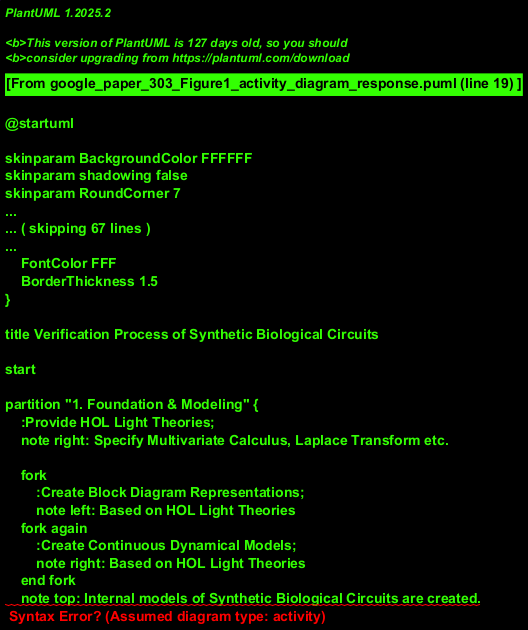 PlantUML 1.2025.2
<b>This version of PlantUML is 127 days old, so you should
<b>consider upgrading from https://plantuml.com/download
[From google_paper_303_Figure1_activity_diagram_response.puml (line 19) ]
@startuml
skinparam BackgroundColor FFFFFF
skinparam shadowing false
skinparam RoundCorner 7
...
... ( skipping 67 lines )
...
FontColor FFF
BorderThickness 1.5
}
title Verification Process of Synthetic Biological Circuits
start
partition "1. Foundation & Modeling" {
:Provide HOL Light Theories;
note right: Specify Multivariate Calculus, Laplace Transform etc.
fork
:Create Block Diagram Representations;
note left: Based on HOL Light Theories
fork again
:Create Continuous Dynamical Models;
note right: Based on HOL Light Theories
end fork
note top: Internal models of Synthetic Biological Circuits are created.
Syntax Error? (Assumed diagram type: activity)